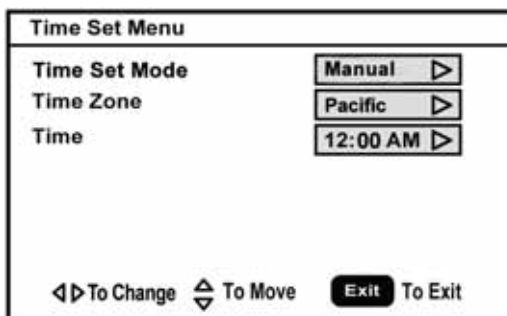 Time Set Menu
Time Set Mode Manual
Time Zone Pacific
Time 12:00 AM
To Change To Move Exit To Exit